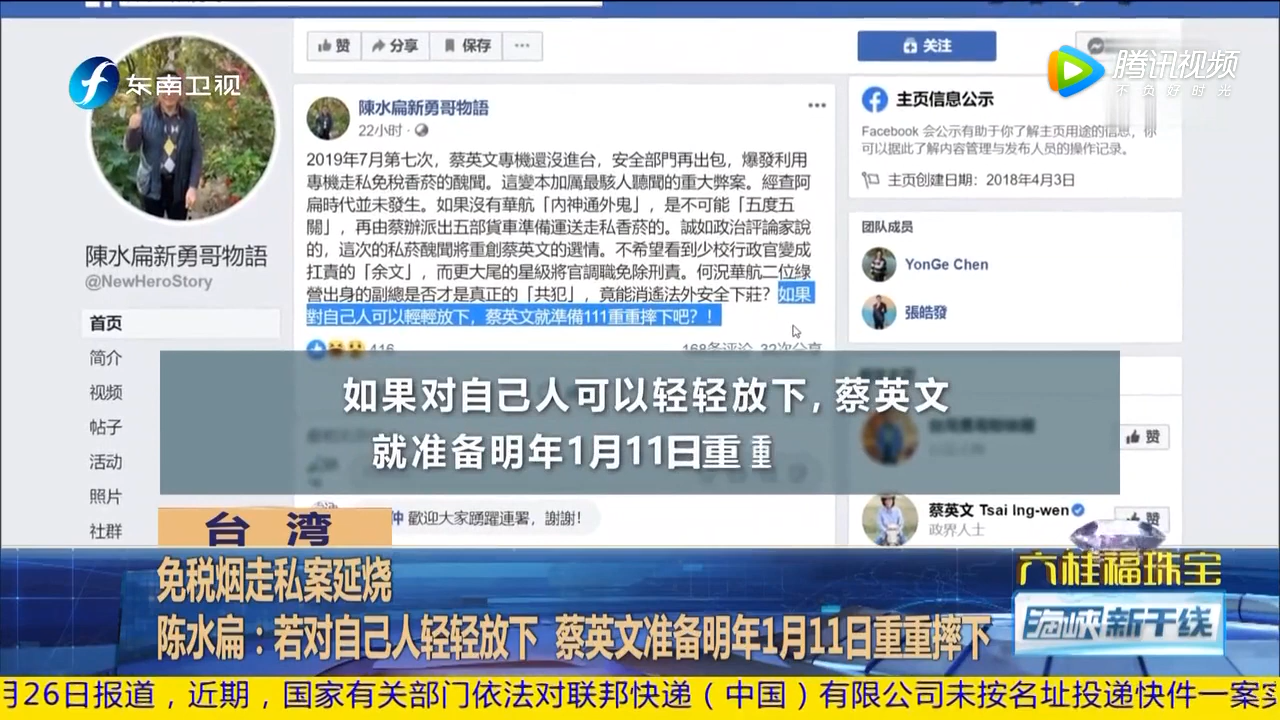 赞
分享
保存
关注
东南卫视
腾讯视频
不负好时光
陳水扁新勇哥物語
22小时
2019年7月第七次，蔡英文專機還沒進台，安全部門再出包，爆發利用
專機走私免稅香菸的醜聞。這變本加厲最駭人聽聞的重大弊案。經查阿
扁時代並未發生。如果沒有華航「內神通外鬼」，是不可能「五度五
關」，再由蔡辦派出五部貨車準備運送走私香菸的。誠如政治評論家說
的，這次的私菸醜聞將重創蔡英文的選情。不希望看到少校行政官變成
扛責的「余文」，而更大尾的星級將官調職免除刑責。何況華航二位綠
營出身的副總是否才是真正的「共犯」，竟能消遙法外安全下莊？如果
對自己人可以輕輕放下，蔡英文就準備111重重摔下吧？！
416
168条评论 32次分享
歡迎大家踴躍連署，謝謝！
陳水扁新勇哥物語
@NewHeroStory
首页
简介
视频
帖子
活动
照片
社群
主页信息公示
Facebook 会公示有助于你了解主页用途的信息，你
可以据此了解内容管理与发布人员的操作记录。
主页创建日期：2018年4月3日
团队成员
YonGe Chen
張皓發
赞
蔡英文 Tsai Ing-wen
政界人士
赞
如果对自己人可以轻轻放下，蔡英文
就准备明年1月11日重重
台湾
免税烟走私案延烧
陈水扁：若对自己人轻轻放下 蔡英文准备明年1月11日重重摔下
六桂福珠宝
海峡新干线
月26日报道，近期，国家有关部门依法对联邦快递（中国）有限公司未按名址投递快件一案实